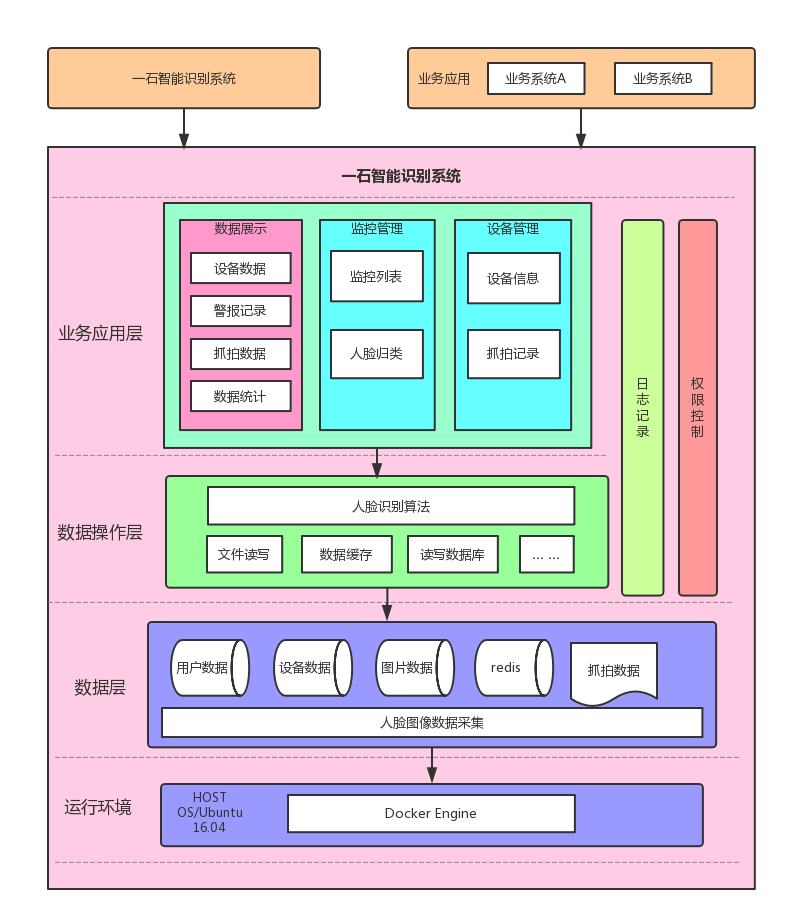 一石智能识别系统
业务应用
业务系统A
业务系统B
一石智能识别系统
业务应用层
数据展示
设备数据
警报记录
抓拍数据
数据统计
监控管理
监控列表
人脸归类
设备管理
设备信息
抓拍记录
日志记录
权限控制
数据操作层
人脸识别算法
文件读写
数据缓存
读写数据库
... ...
数据层
用户数据
设备数据
图片数据
redis
抓拍数据
人脸图像数据采集
运行环境
HOST
OS/Ubuntu
16.04
Docker Engine